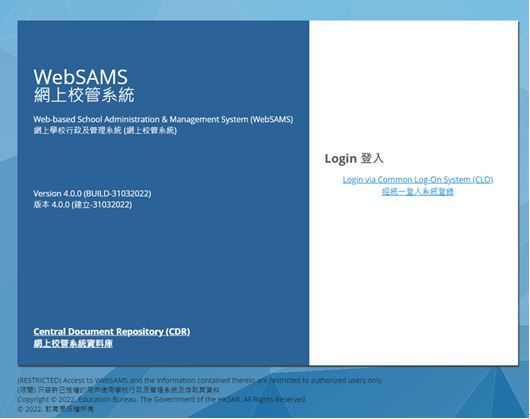 WebSAMS
網上校管系統
Web-based School Administration & Management System (WebSAMS)
網上學校行政及管理系統 (網上校管系統)
Version 4.0.0 (BUILD-31032022)
版本 4.0.0 (建立-31032022)
Central Document Repository (CDR)
網上校管系統資料庫
Login 登入
Login via Common Log-On System (CLO)
經統一登入系統登錄
(RESTRICTED) Access to WebSAMS and the information contained therein are restricted to authorized users only.
(限閱) 只容許已授權的用戶使用學校行政及管理系統及存取其資料
Copyright © 2022. Education Bureau. The Government of the HKSAR. All Rights Reserved.
© 2022. 教育局版權所有